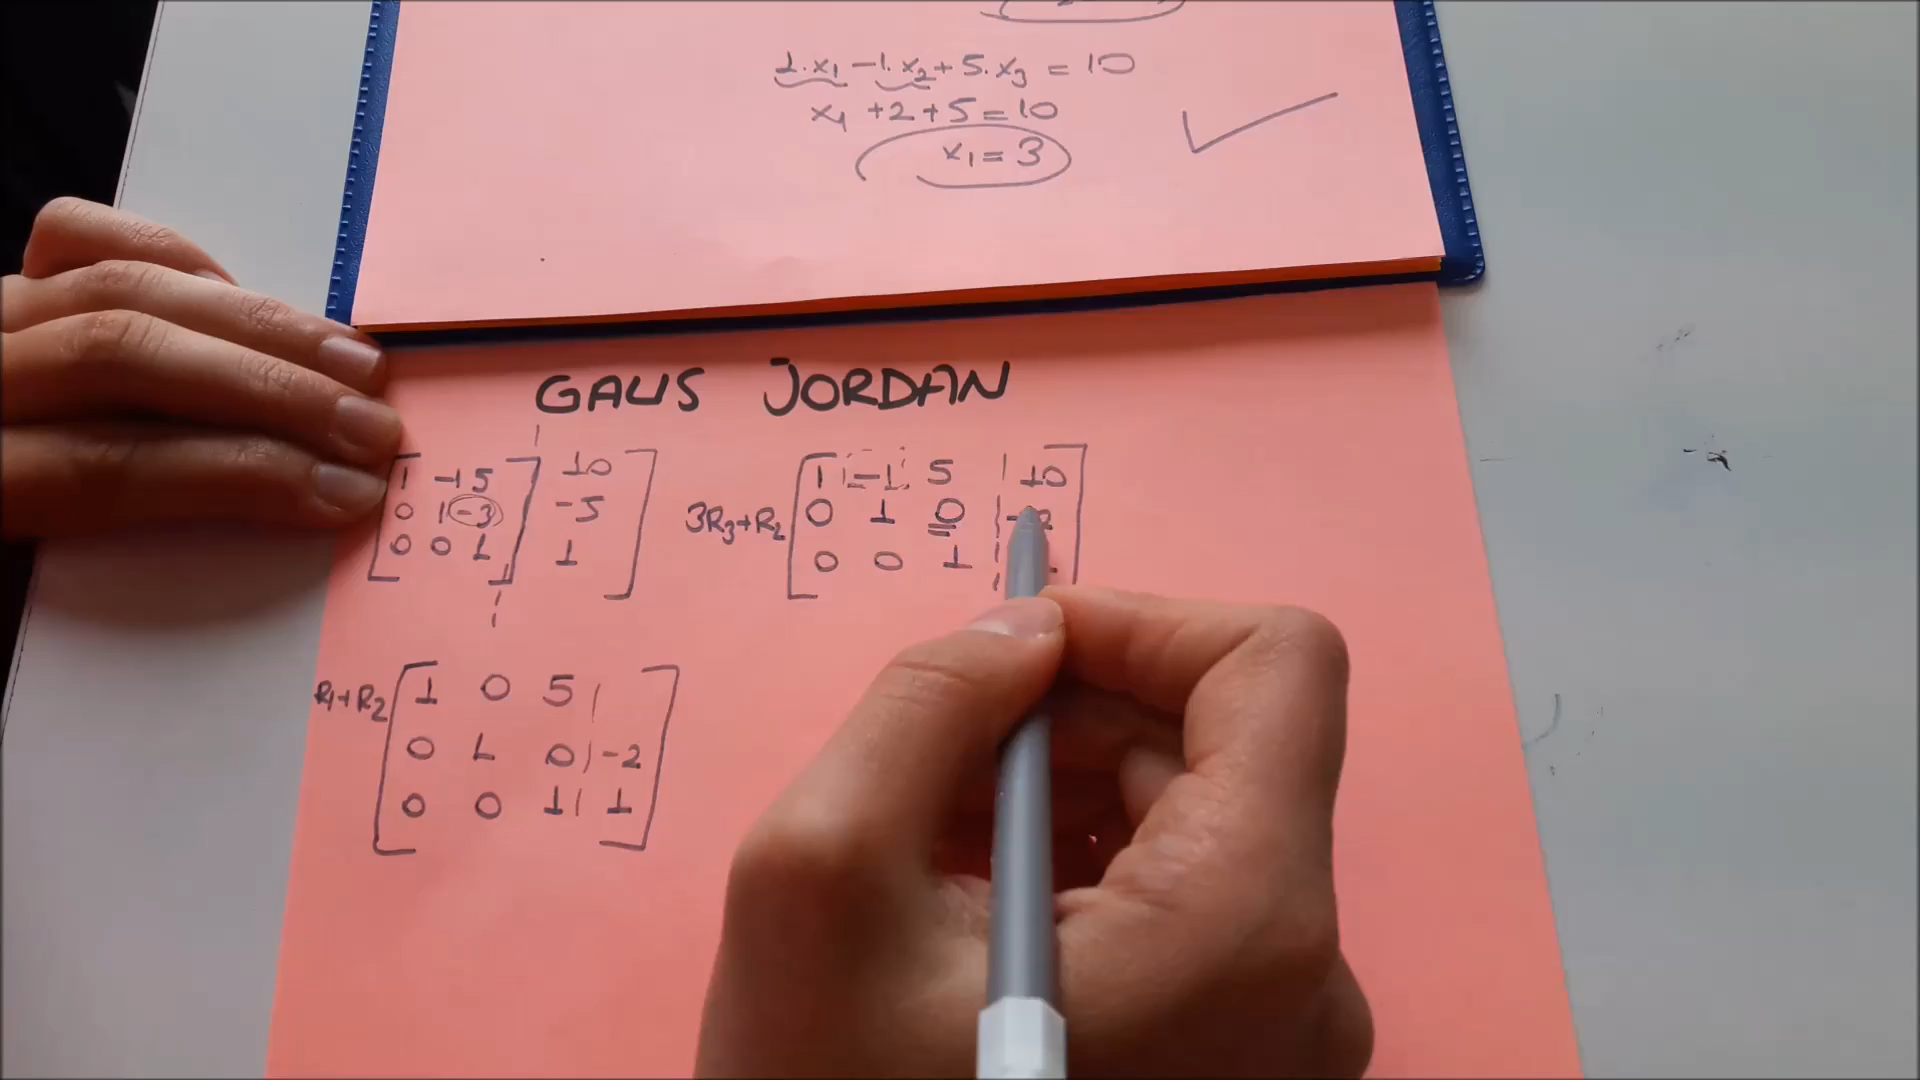 1.x1 -1.x2 + 5.x3 = 10
x1 +2+5=10
x1 = 3
GAUS JORDAN
1 -1 5 10
0 1 -3 -5
0 0 1 1
3R3+R2
1 -1 5 | 10
0 1 0 | -2
0 0 1
R1+R2
1 0 5 |
0 1 0 | -2
0 0 1 | 1